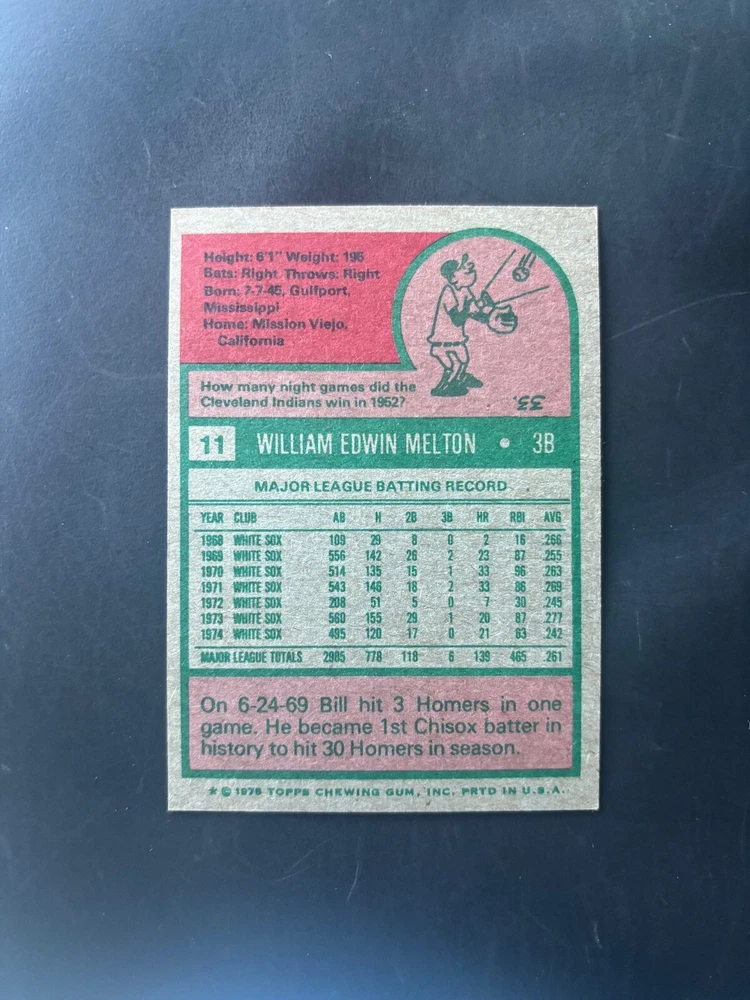 Height: 6'1" Weight: 195
Bats: Right Throws: Right
Born: 7-7-45, Gulfport,
Mississippi
Home: Mission Viejo,
California
How many night games did the
Cleveland Indians win in 1952?
33.
11 WILLIAM EDWIN MELTON • 3B
MAJOR LEAGUE BATTING RECORD
YEAR CLUB AB H 2B 3B HR RBI AVG
1968 WHITE SOX 109 29 8 0 2 16 .266
1969 WHITE SOX 556 142 26 2 23 87 .255
1970 WHITE SOX 514 135 15 1 33 96 .263
1971 WHITE SOX 543 146 18 2 33 86 .269
1972 WHITE SOX 208 51 5 0 7 30 .245
1973 WHITE SOX 560 155 29 1 20 87 .277
1974 WHITE SOX 495 120 17 0 21 63 .242
MAJOR LEAGUE TOTALS 2985 778 118 6 139 465 .261
On 6-24-69 Bill hit 3 Homers in one
game. He became 1st Chisox batter in
history to hit 30 Homers in season.
* © 1975 TOPPS CHEWING GUM, INC. PRTD IN U.S.A.